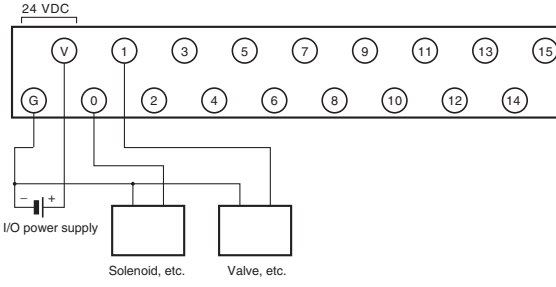 24 VDC
V 1 3 5 7 9 11 13 15
G 0 2 4 6 8 10 12 14
− +
I/O power supply
Solenoid, etc. Valve, etc.